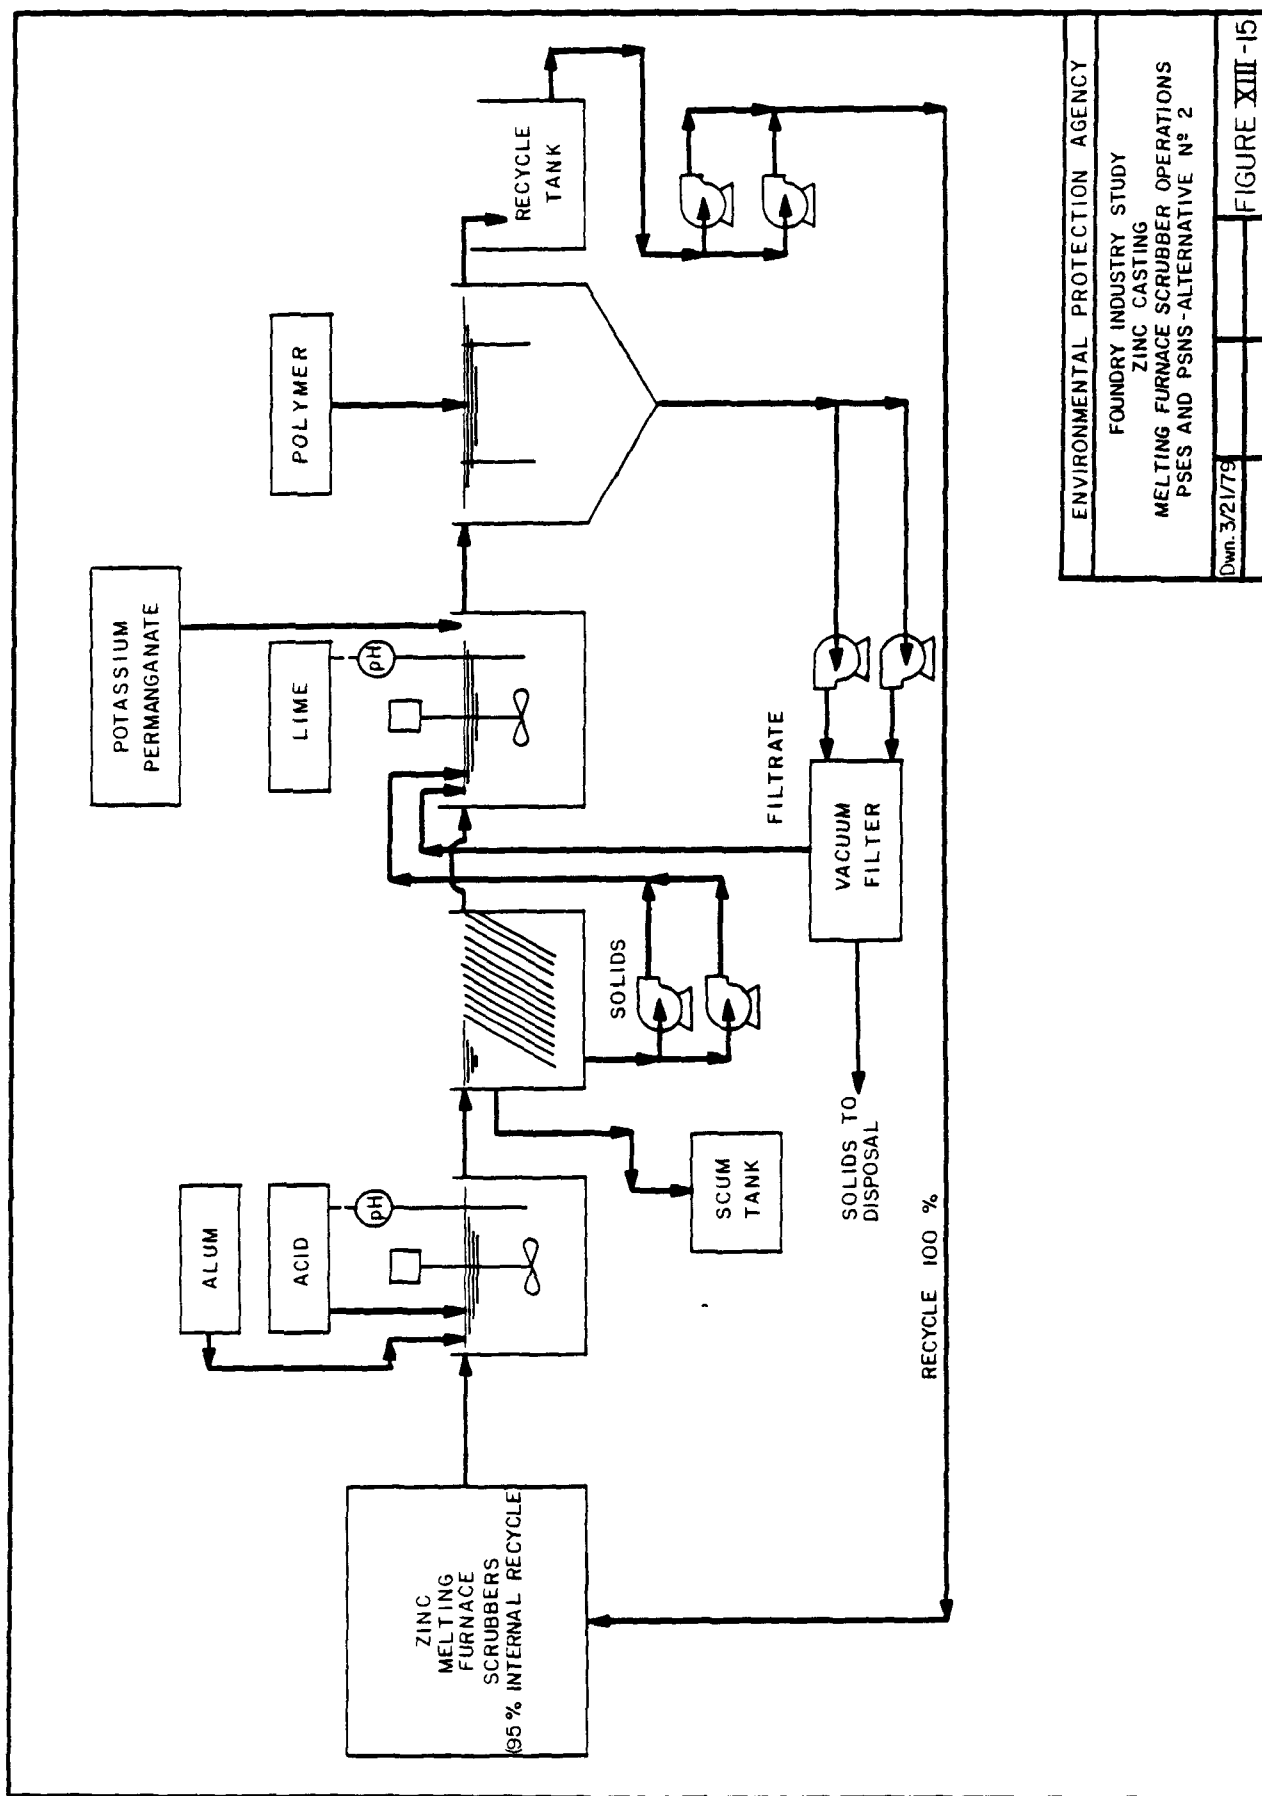 POTASSIUM
PERMANGANATE
ALUM
ACID
pH
LIME
pH
POLYMER
ZINC
MELTING
FURNACE
SCRUBBERS
(95 % INTERNAL RECYCLE)
RECYCLE
TANK
SOLIDS
SCUM
TANK
FILTRATE
VACUUM
FILTER
SOLIDS TO
DISPOSAL
RECYCLE 100 %
ENVIRONMENTAL PROTECTION AGENCY
FOUNDRY INDUSTRY STUDY
ZINC CASTING
MELTING FURNACE SCRUBBER OPERATIONS
PSES AND PSNS-ALTERNATIVE Nº 2
Dwn. 3/21/79
FIGURE XIII-15